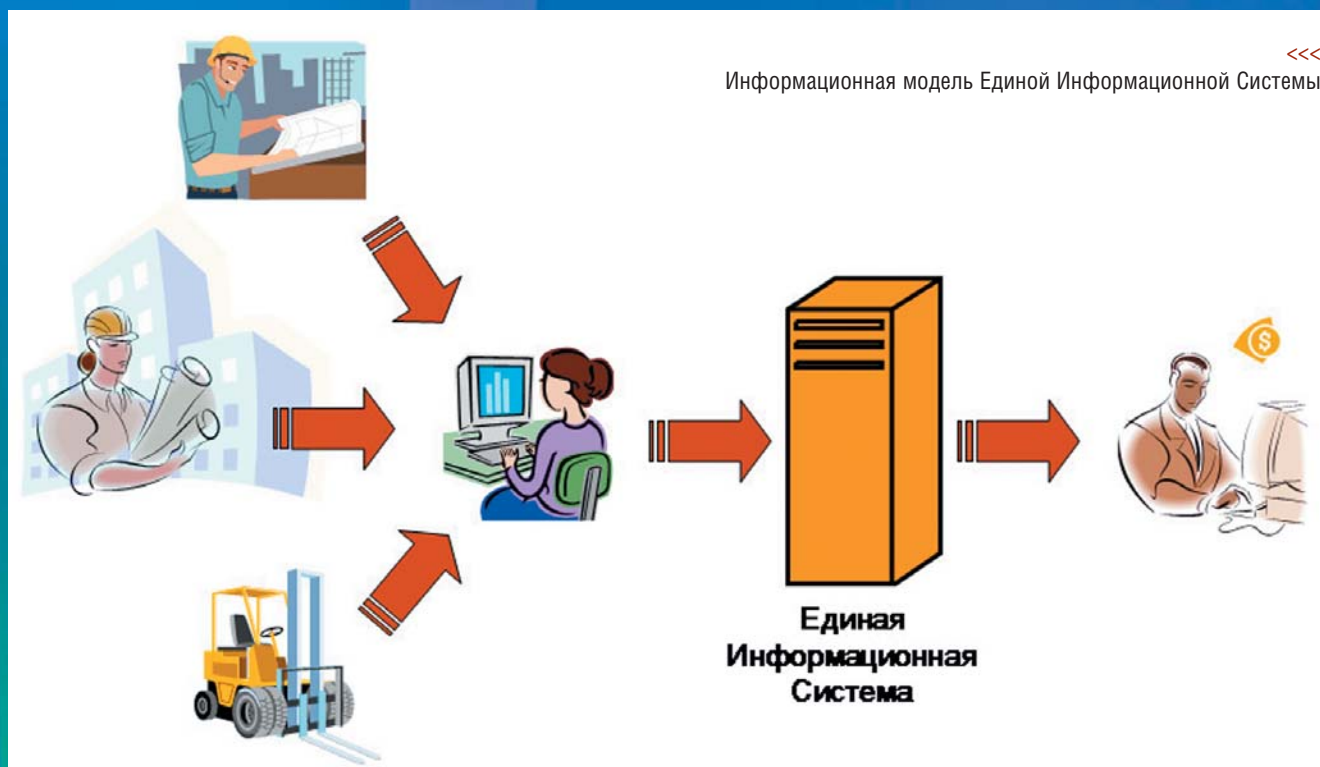 <<<
Информационная модель Единой Информационной Системы
$
Единая
Информационная
Система